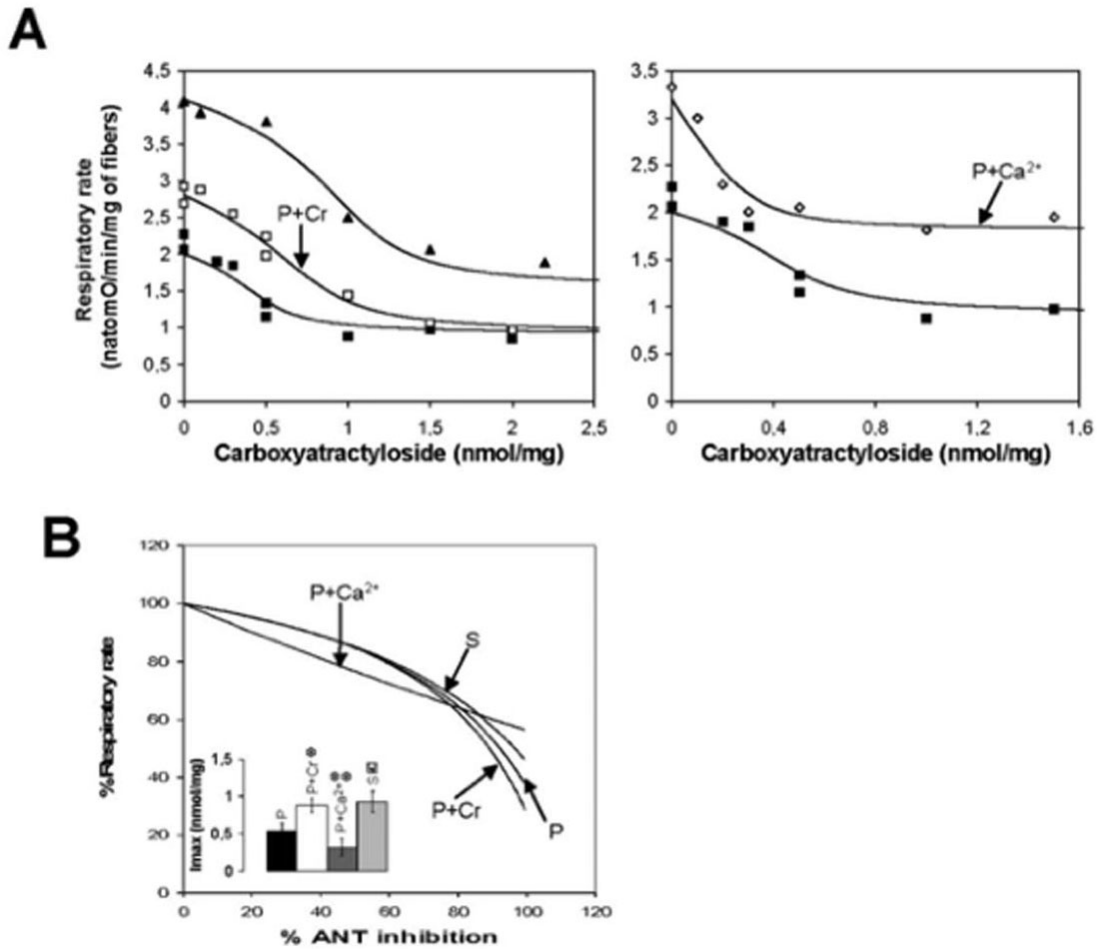 A
Respiratory rate
(natomO/min/mg of fibers)
4,5
4
3,5
3
2,5
2
1,5
1
0,5
0
P+Cr
0 0,5 1 1,5 2 2,5
Carboxyatractyloside (nmol/mg)
3,5
3
2,5
2
1,5
1
0,5
0
P+Ca²⁺
0 0,4 0,8 1,2 1,6
Carboxyatractyloside (nmol/mg)
B
%Respiratory rate
120
100
80
60
40
20
0
P+Ca²⁺
S
P+Cr
P
Imax (nmol/mg)
1,5
1
0,5
0
P
P+Cr
P+Ca²⁺
S
0 20 40 60 80 100 120
% ANT inhibition